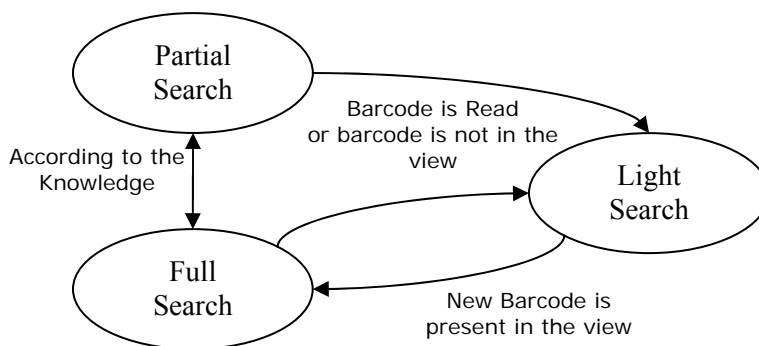 Partial
Search
Barcode is Read
or barcode is not in the
view
According to the
Knowledge
Light
Search
Full
Search
New Barcode is
present in the view